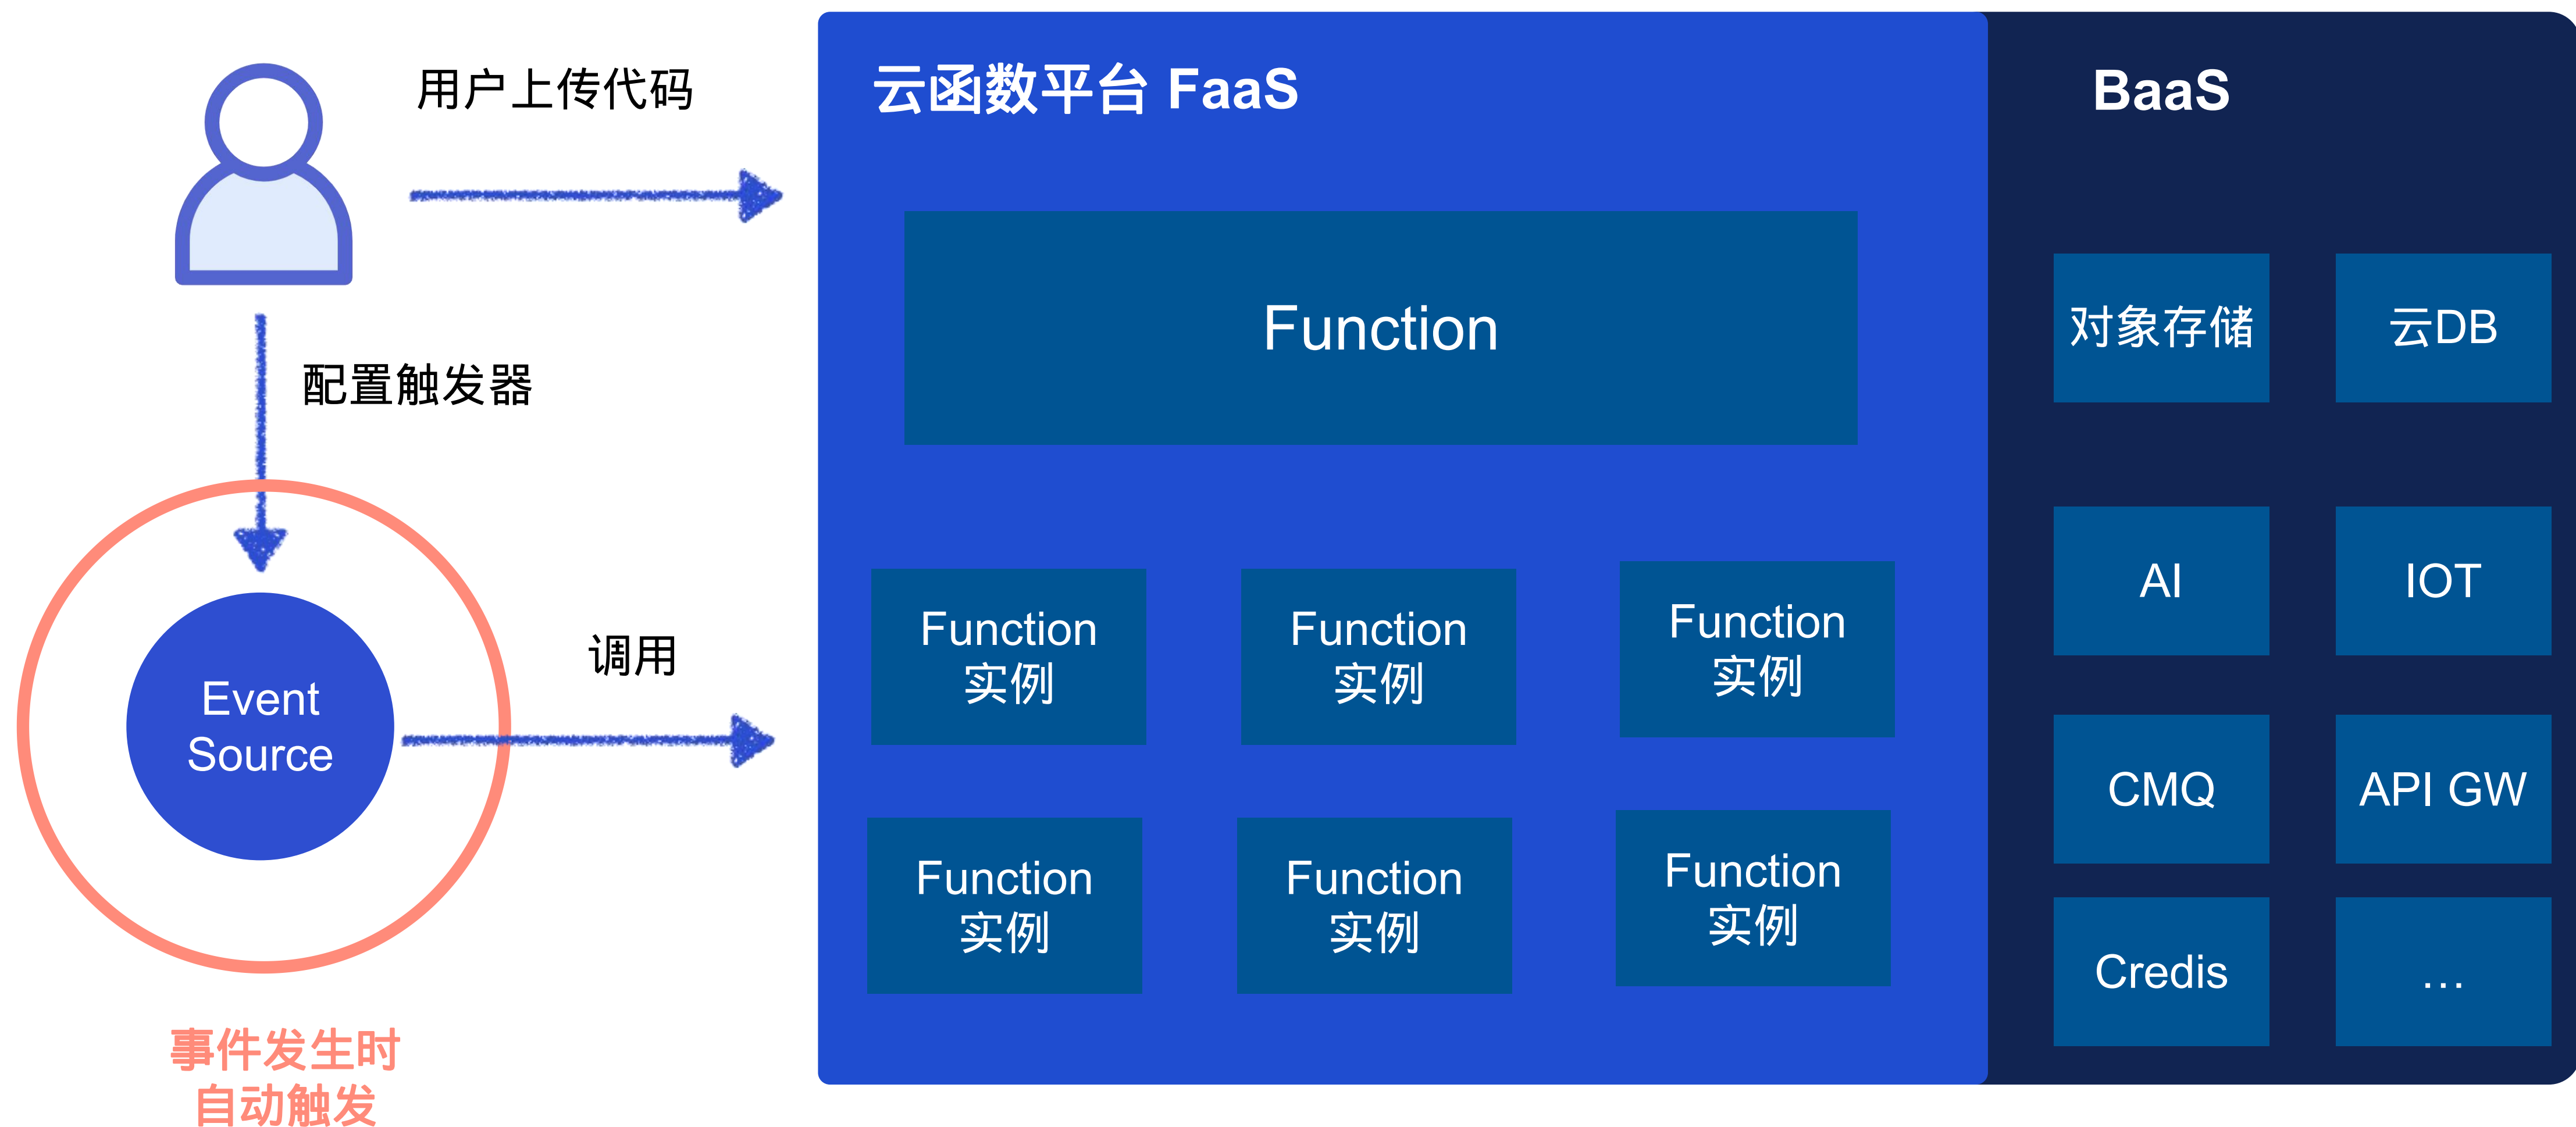 用户上传代码
云函数平台 FaaS
BaaS
Function
对象存储
云DB
配置触发器
AI
IOT
Function
实例
Function
实例
Function
实例
调用
Event
Source
CMQ
API GW
Function
实例
Function
实例
Function
实例
Credis
...
事件发生时
自动触发